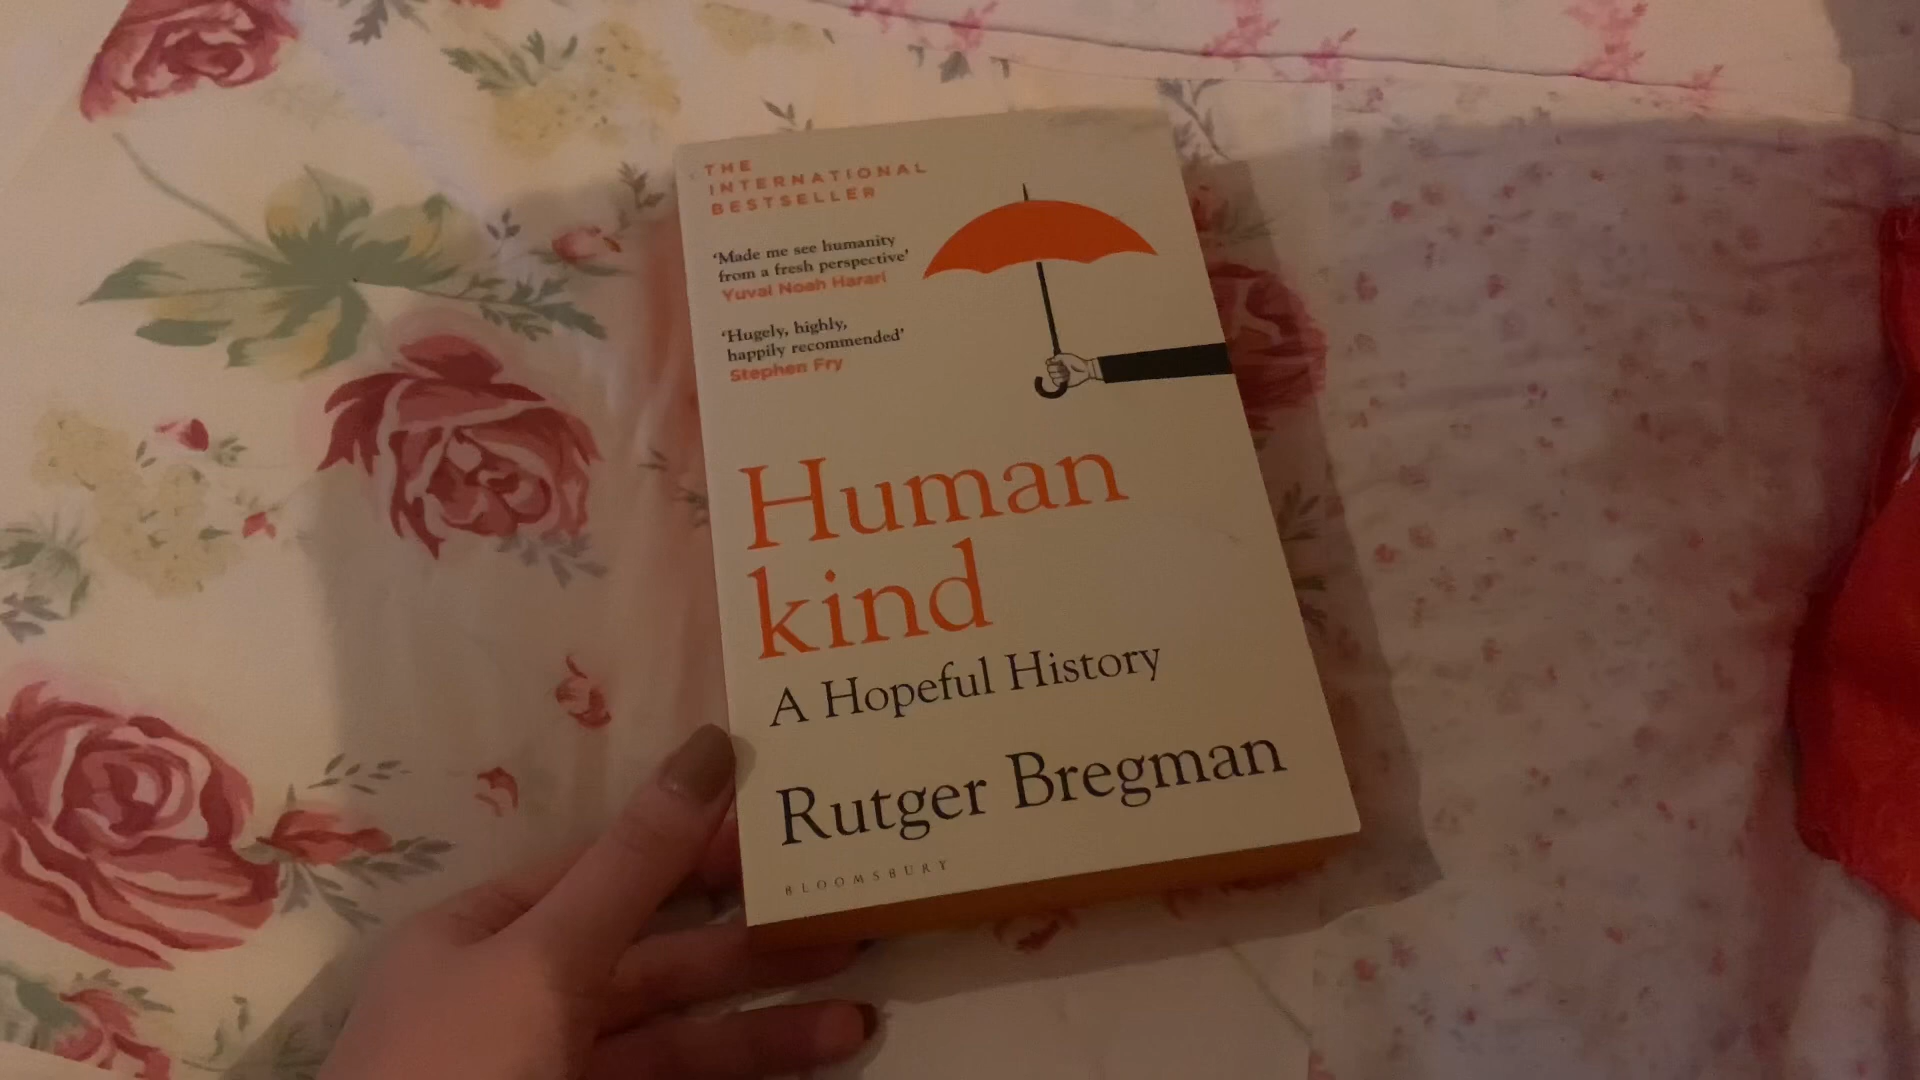 THE
INTERNATIONAL
BESTSELLER
‘Made me see humanity
from a fresh perspective’
Yuval Noah Harari
‘Hugely, highly,
happily recommended’
Stephen Fry
Human
kind
A Hopeful History
Rutger Bregman
BLOOMSBURY